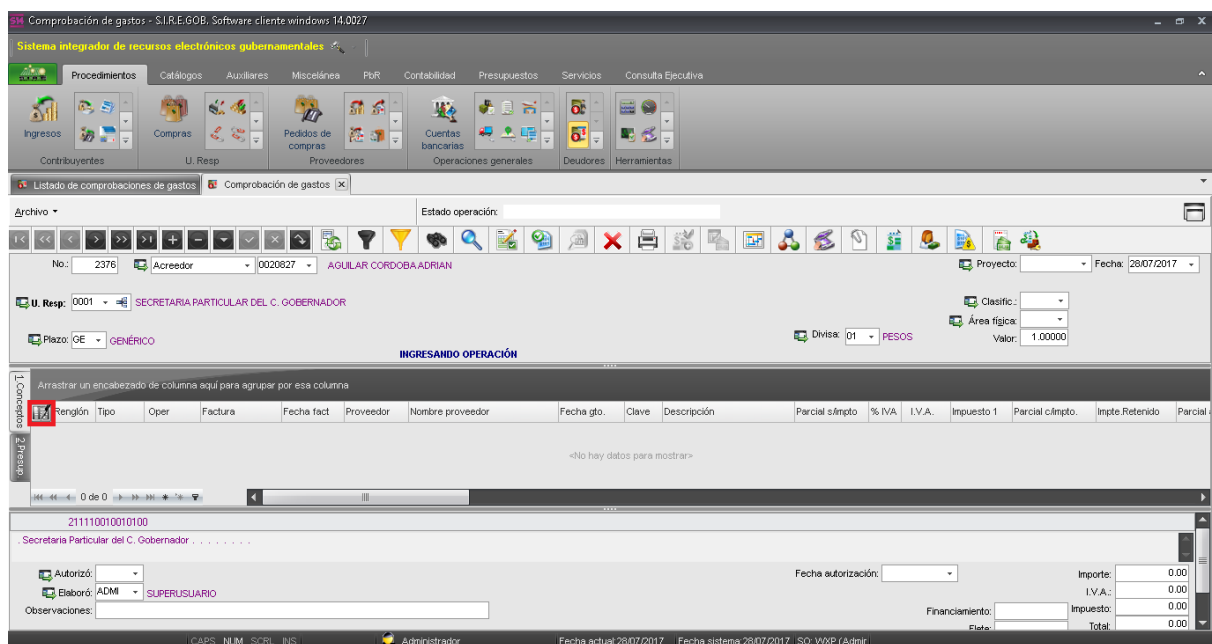 Comprobación de gastos - S.I.R.E.GOB. Software cliente windows 14.0027
Sistema integrador de recursos electrónicos gubernamentales
Procedimientos Catálogos Auxiliares Miscelánea PbR Contabilidad Presupuestos Servicios Consulta Ejecutiva
Ingresos Compras Pedidos de compras Cuentas bancarias
Contribuyentes U. Resp Proveedores Operaciones generales Deudores Herramientas
Listado de comprobaciones de gastos Comprobación de gastos
Archivo Estado operación:
No.: 2376 Acreedor 0020827 AGUILAR CORDOBA ADRIAN Proyecto: Fecha: 28/07/2017
U. Resp: 0001 SECRETARIA PARTICULAR DEL C. GOBERNADOR Clasific.:
Área física:
Plazo: GE GENÉRICO Divisa: 01 PESOS Valor: 1.00000
INGRESANDO OPERACIÓN
1.Conceptos
2.Presup.
Arrastrar un encabezado de columna aquí para agrupar por esa columna
Renglón Tipo Oper Factura Fecha fact Proveedor Nombre proveedor Fecha gto. Clave Descripción Parcial s/impto % IVA I.V.A. Impuesto 1 Parcial c/impto. Impte.Retenido Parcial
<No hay datos para mostrar>
0 de 0
211110010010100
. Secretaria Particular del C. Gobernador . . . . . . . .
Autorizó: Fecha autorización: Importe: 0.00
Elaboró: ADMI SUPERUSUARIO I.V.A.: 0.00
Observaciones: Financiamiento: Impuesto: 0.00
Flete: Total: 0.00
CAPS NUM SCRL INS Administrador Fecha actual:28/07/2017 Fecha sistema:28/07/2017 SO: WXP (Admir